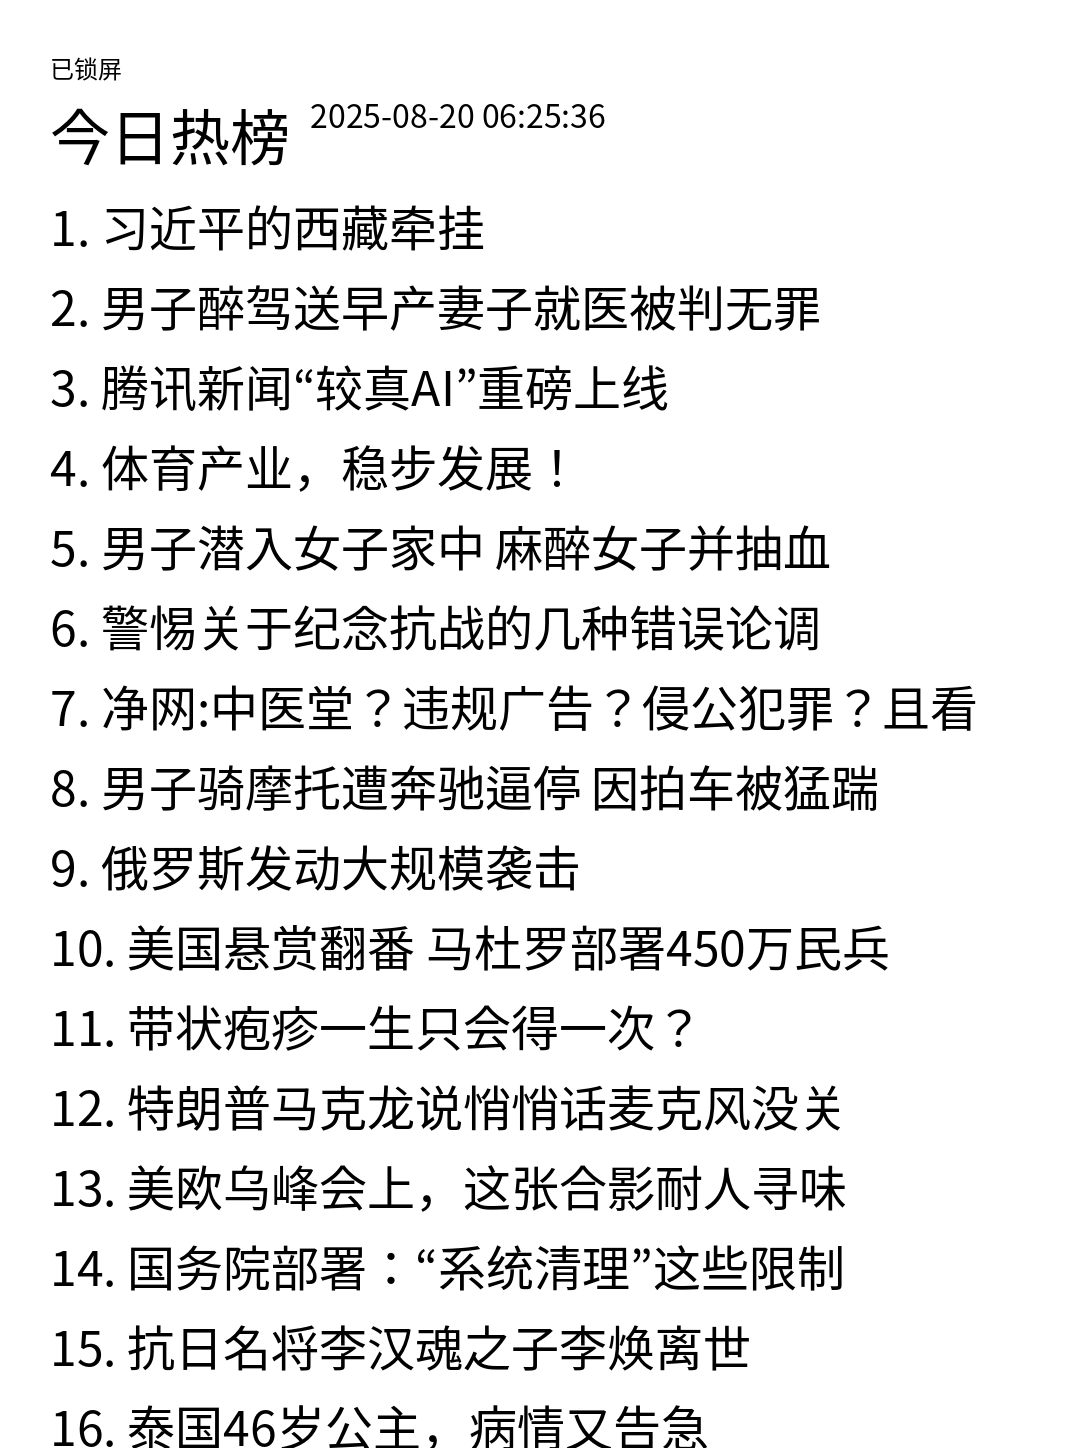 已锁屏
今日热榜 2025-08-20 06:25:36
1. 习近平的西藏牵挂
2. 男子醉驾送早产妻子就医被判无罪
3. 腾讯新闻“较真AI”重磅上线
4. 体育产业，稳步发展！
5. 男子潜入女子家中 麻醉女子并抽血
6. 警惕关于纪念抗战的几种错误论调
7. 净网:中医堂？违规广告？侵公犯罪？且看
8. 男子骑摩托遭奔驰逼停 因拍车被猛踹
9. 俄罗斯发动大规模袭击
10. 美国悬赏翻番 马杜罗部署450万民兵
11. 带状疱疹一生只会得一次？
12. 特朗普马克龙说悄悄话麦克风没关
13. 美欧乌峰会上，这张合影耐人寻味
14. 国务院部署：“系统清理”这些限制
15. 抗日名将李汉魂之子李焕离世
16. 泰国46岁公主，病情又告急